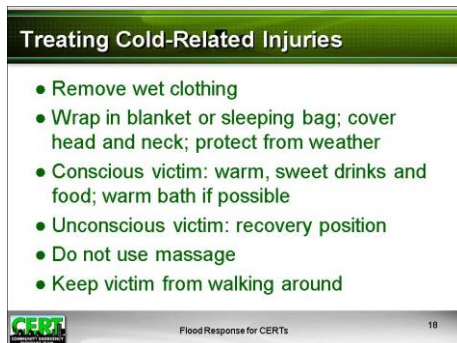 Treating Cold-Related Injuries
● Remove wet clothing
● Wrap in blanket or sleeping bag; cover
head and neck; protect from weather
● Conscious victim: warm, sweet drinks and
food; warm bath if possible
● Unconscious victim: recovery position
● Do not use massage
● Keep victim from walking around
CERT
COMMUNITY EMERGENCY
Flood Response for CERTs
18